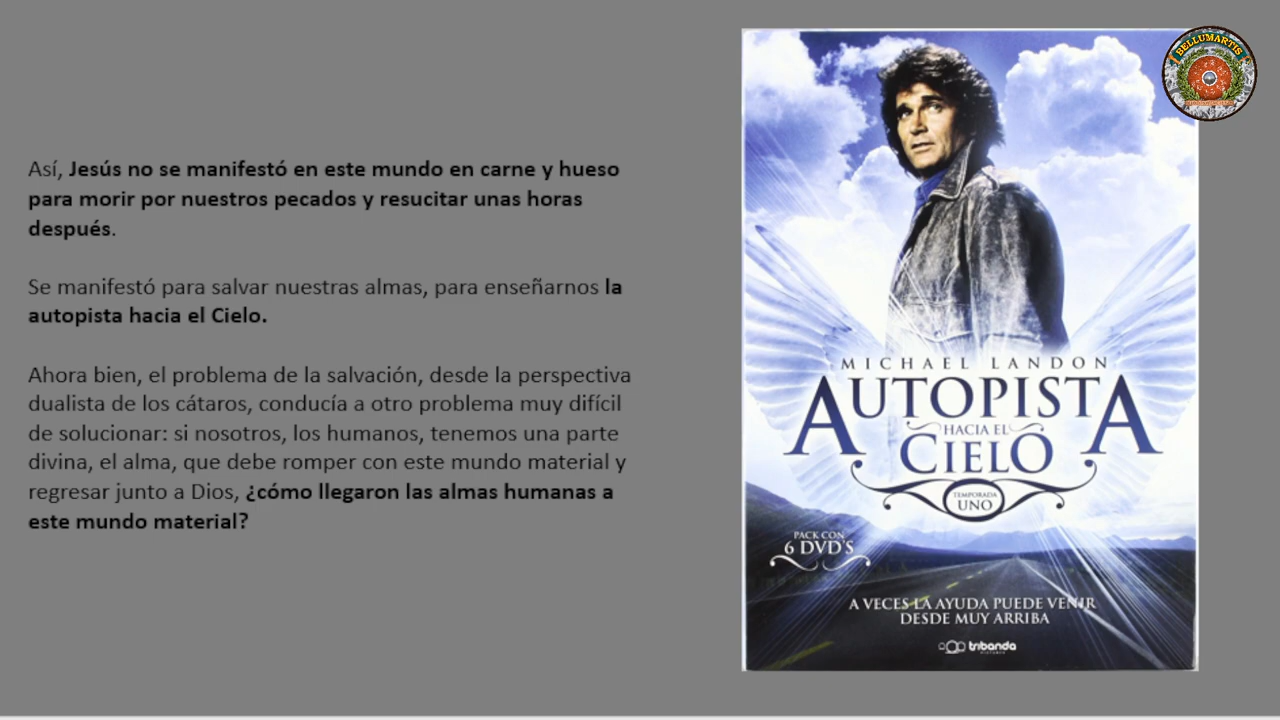 Así, Jesús no se manifestó en este mundo en carne y hueso
para morir por nuestros pecados y resucitar unas horas
después.
Se manifestó para salvar nuestras almas, para enseñarnos la
autopista hacia el Cielo.
Ahora bien, el problema de la salvación, desde la perspectiva
dualista de los cátaros, conducía a otro problema muy difícil
de solucionar: si nosotros, los humanos, tenemos una parte
divina, el alma, que debe romper con este mundo material y
regresar junto a Dios, ¿cómo llegaron las almas humanas a
este mundo material?
BELLUMARTIS
MICHAEL LANDON
AUTOPISTA
HACIA EL
CIELO
TEMPORADA
UNO
PACK CON
6 DVD'S
A VECES LA AYUDA PUEDE VENIR
DESDE MUY ARRIBA
tribanda